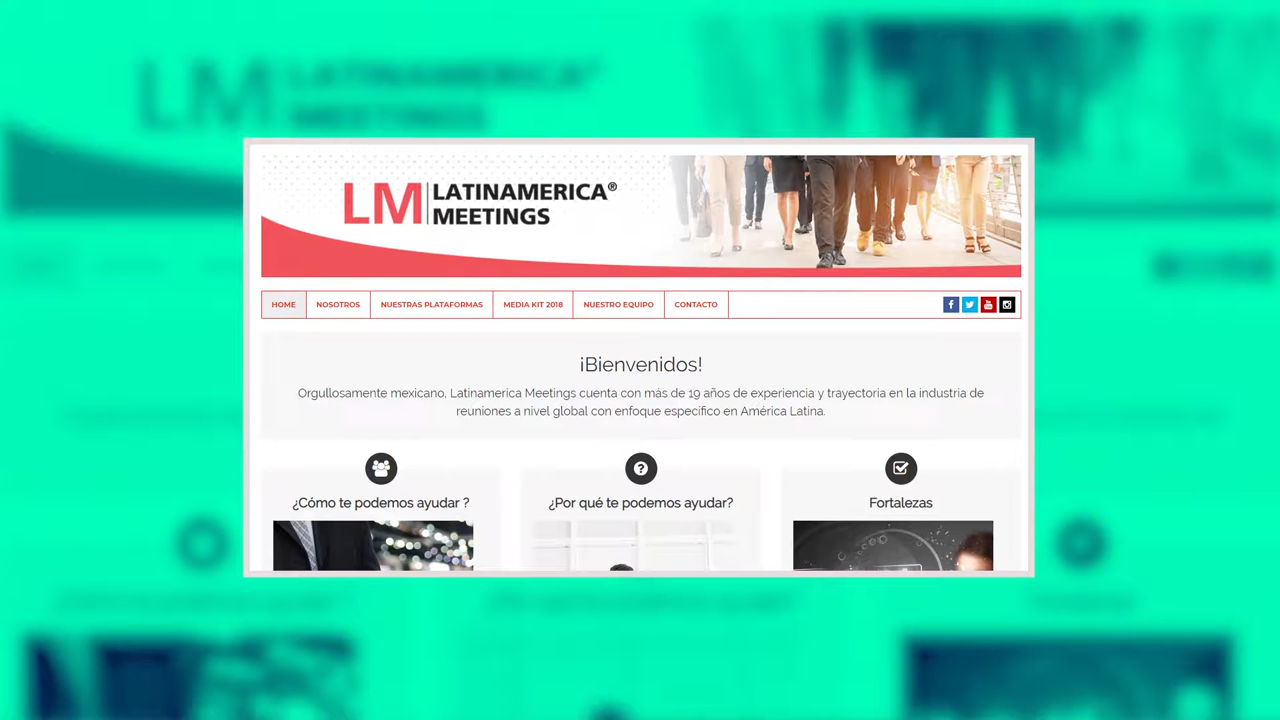 LM LATINAMERICA®
MEETINGS
HOME NOSOTROS NUESTRAS PLATAFORMAS MEDIA KIT 2018 NUESTRO EQUIPO CONTACTO
¡Bienvenidos!
Orgullosamente mexicano, Latinamerica Meetings cuenta con más de 19 años de experiencia y trayectoria en la industria de
reuniones a nivel global con enfoque específico en América Latina.
¿Cómo te podemos ayudar ?
¿Por qué te podemos ayudar?
Fortalezas